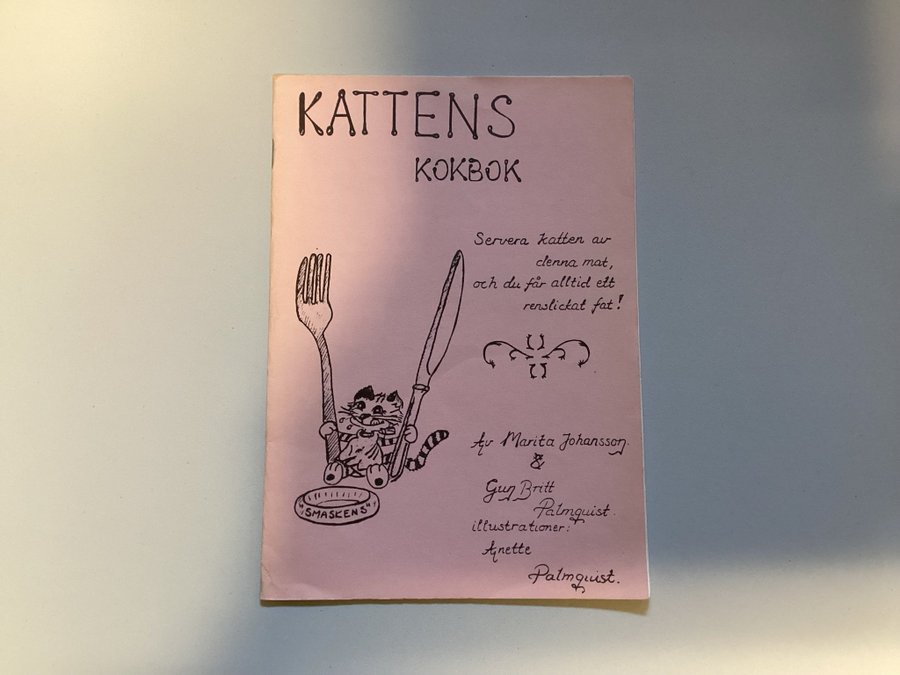 KATTENS
KOKBOK
Servera katten av
denna mat,
och du får alltid ett
renslickat fat!
"SMASKENS"
Av Marita Johansson
&
Gun Britt
Palmquist.
illustrationer:
Anette
Palmquist.